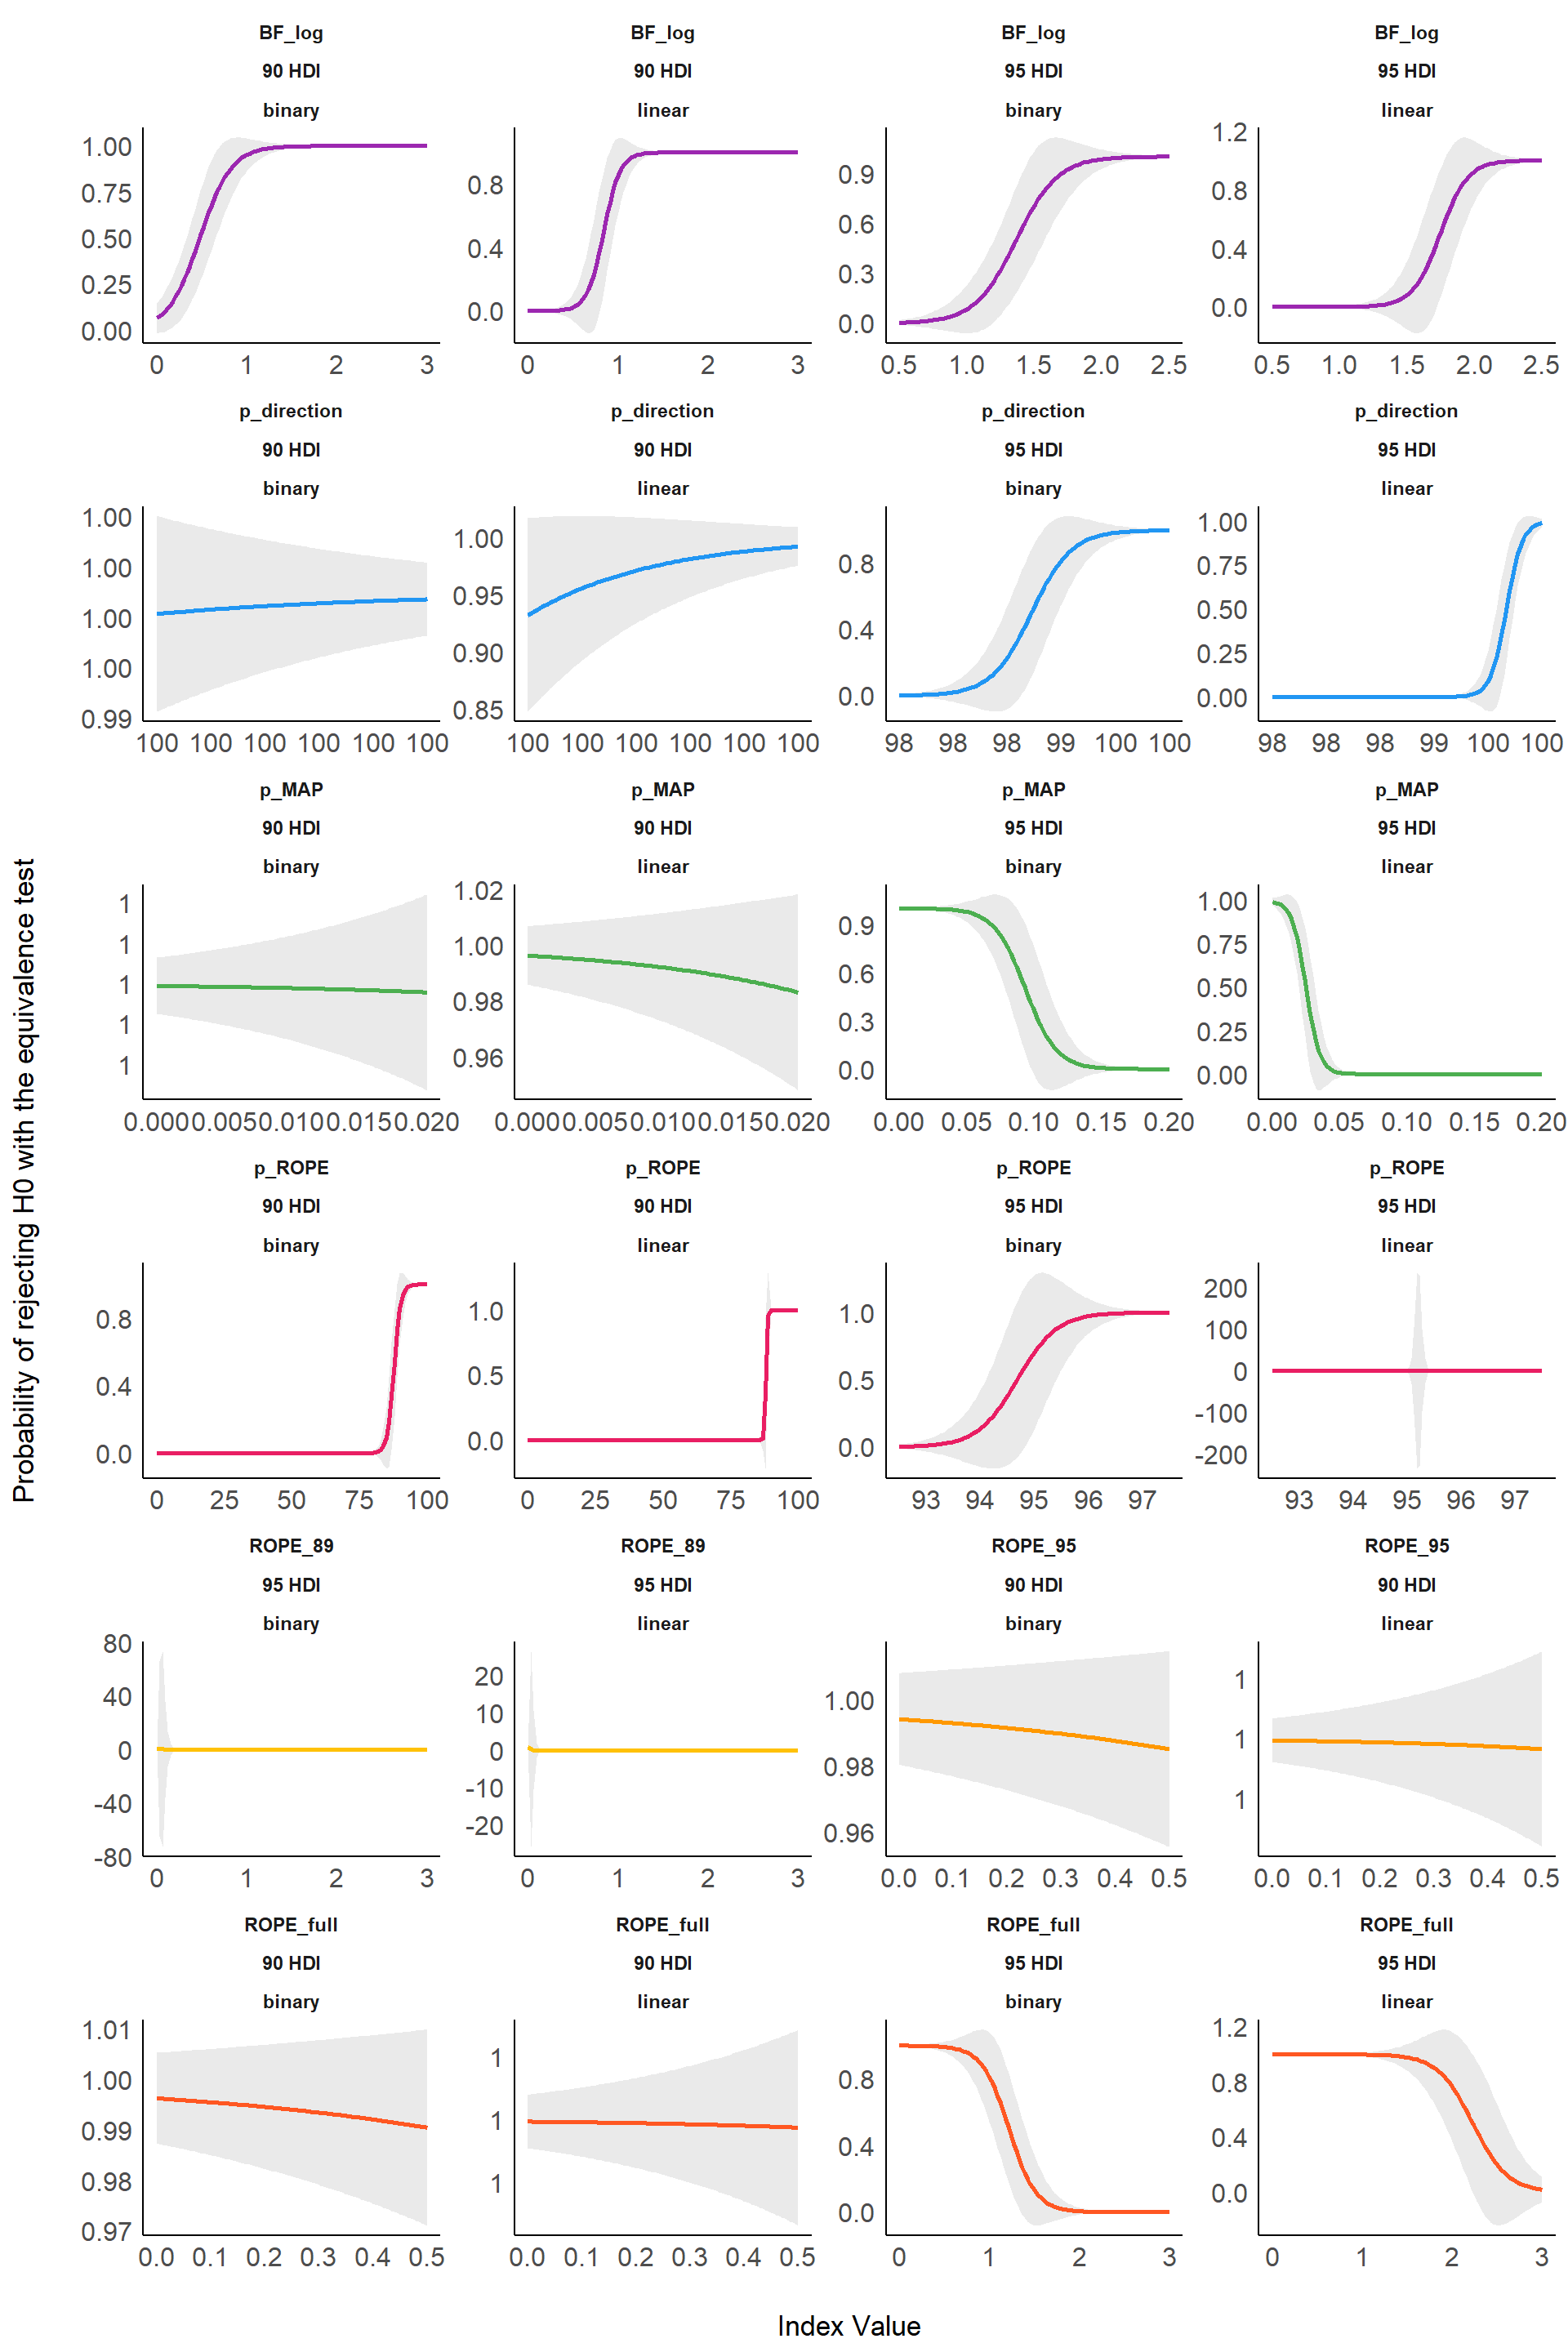 BF_log BF_log BF_log BF_log
90 HDI 90 HDI 95 HDI 95 HDI
binary linear binary linear
1.00
0.75
0.50
0.25
0.00
0 1 2 3
0.8
0.4
0.0
0 1 2 3
0.9
0.6
0.3
0.0
0.5 1.0 1.5 2.0 2.5
1.2
0.8
0.4
0.0
0.5 1.0 1.5 2.0 2.5
p_direction p_direction p_direction p_direction
90 HDI 90 HDI 95 HDI 95 HDI
binary linear binary linear
1.00
1.00
1.00
1.00
0.99
100 100 100 100 100 100
1.00
0.95
0.90
0.85
100 100 100 100 100 100
0.8
0.4
0.0
98 98 98 99 100 100
1.00
0.75
0.50
0.25
0.00
98 98 98 99 100 100
p_MAP p_MAP p_MAP p_MAP
90 HDI 90 HDI 95 HDI 95 HDI
binary linear binary linear
1
1
1
1
1
0.000 0.005 0.010 0.015 0.020
1.02
1.00
0.98
0.96
0.000 0.005 0.010 0.015 0.020
0.9
0.6
0.3
0.0
0.00 0.05 0.10 0.15 0.20
1.00
0.75
0.50
0.25
0.00
0.00 0.05 0.10 0.15 0.20
Probability of rejecting H0 with the equivalence test
p_ROPE p_ROPE p_ROPE p_ROPE
90 HDI 90 HDI 95 HDI 95 HDI
binary linear binary linear
0.8
0.4
0.0
0 25 50 75 100
1.0
0.5
0.0
0 25 50 75 100
1.0
0.5
0.0
93 94 95 96 97
200
100
0
-100
-200
93 94 95 96 97
ROPE_89 ROPE_89 ROPE_95 ROPE_95
95 HDI 95 HDI 90 HDI 90 HDI
binary linear binary linear
80
40
0
-40
-80
0 1 2 3
20
10
0
-10
-20
0 1 2 3
1.00
0.98
0.96
0.0 0.1 0.2 0.3 0.4 0.5
1
1
1
0.0 0.1 0.2 0.3 0.4 0.5
ROPE_full ROPE_full ROPE_full ROPE_full
90 HDI 90 HDI 95 HDI 95 HDI
binary linear binary linear
1.01
1.00
0.99
0.98
0.97
0.0 0.1 0.2 0.3 0.4 0.5
1
1
1
0.0 0.1 0.2 0.3 0.4 0.5
0.8
0.4
0.0
0 1 2 3
1.2
0.8
0.4
0.0
0 1 2 3
Index Value